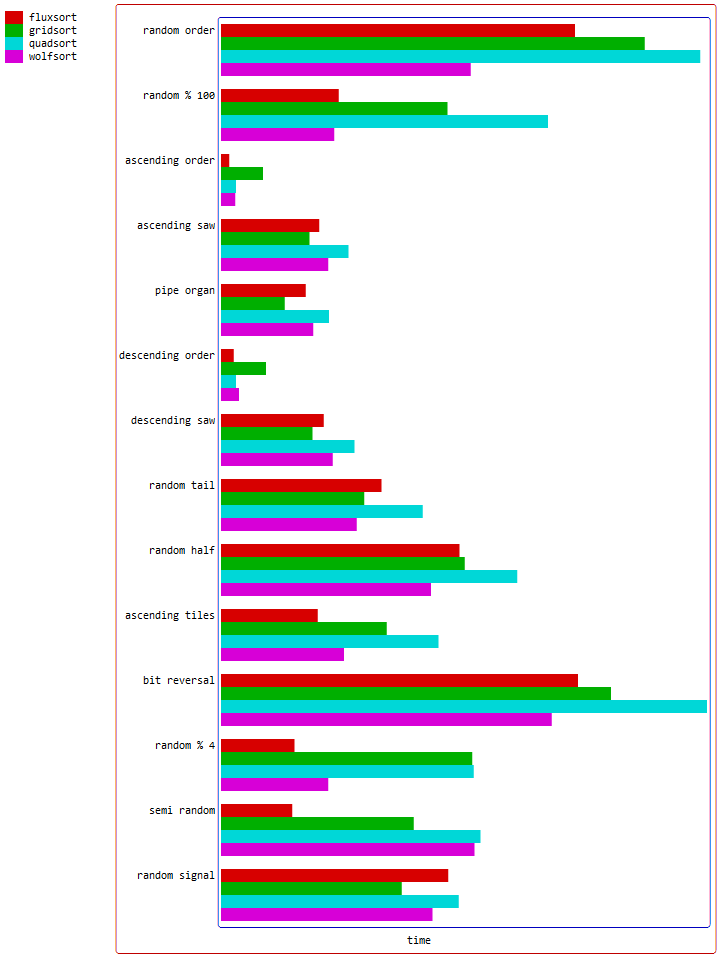 fluxsort
gridsort
quadsort
wolfsort
random order
random % 100
ascending order
ascending saw
pipe organ
descending order
descending saw
random tail
random half
ascending tiles
bit reversal
random % 4
semi random
random signal
time